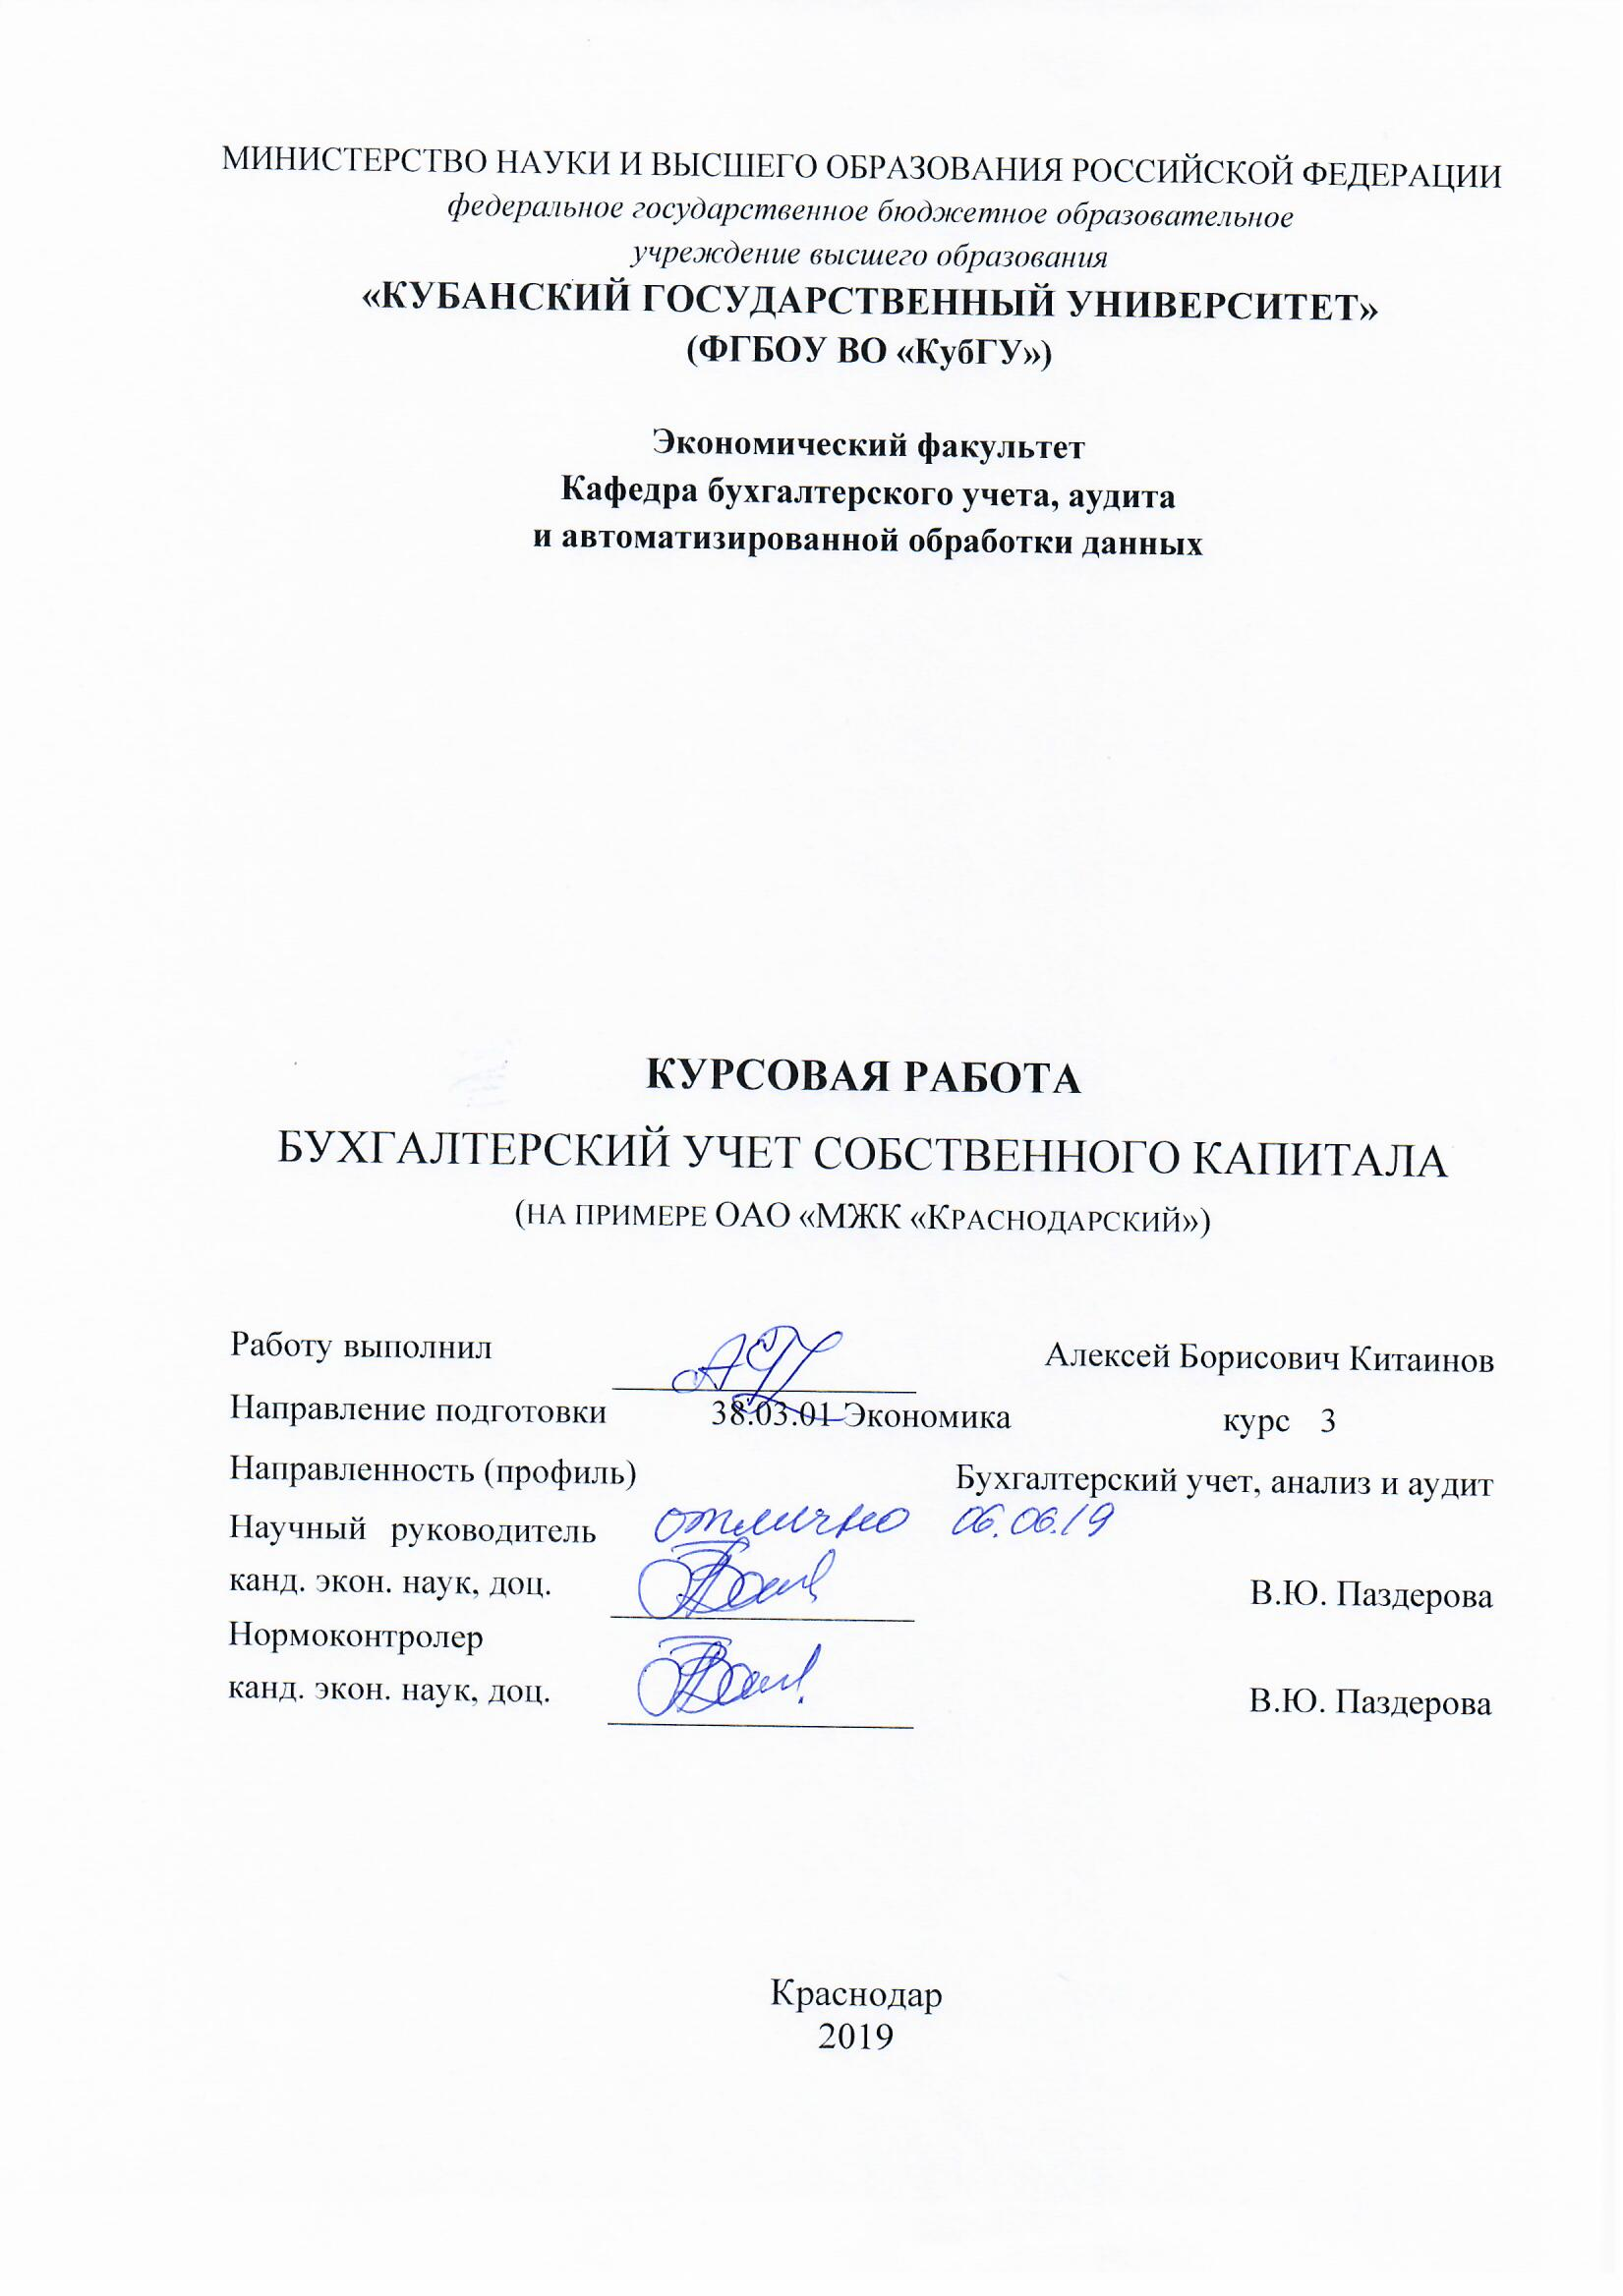 МИНИСТЕРСТВО НАУКИ И ВЫСШЕГО ОБРАЗОВАНИЯ РОССИЙСКОЙ ФЕДЕРАЦИИ
федеральное государственное бюджетное образовательное
учреждение высшего образования
«КУБАНСКИЙ ГОСУДАРСТВЕННЫЙ УНИВЕРСИТЕТ»
(ФГБОУ ВО «КубГУ»)
Экономический факультет
Кафедра бухгалтерского учета, аудита
и автоматизированной обработки данных
КУРСОВАЯ РАБОТА
БУХГАЛТЕРСКИЙ УЧЕТ СОБСТВЕННОГО КАПИТАЛА
(НА ПРИМЕРЕ ОАО «МЖК «КРАСНОДАРСКИЙ»)
Работу выполнил Алексей Борисович Китаинов
Направление подготовки 38.03.01 Экономика курс 3
Направленность (профиль) Бухгалтерский учет, анализ и аудит
Научный руководитель отлично 06.06.19
канд. экон. наук, доц. В.Ю. Паздерова
Нормоконтролер
канд. экон. наук, доц. В.Ю. Паздерова
Краснодар
2019